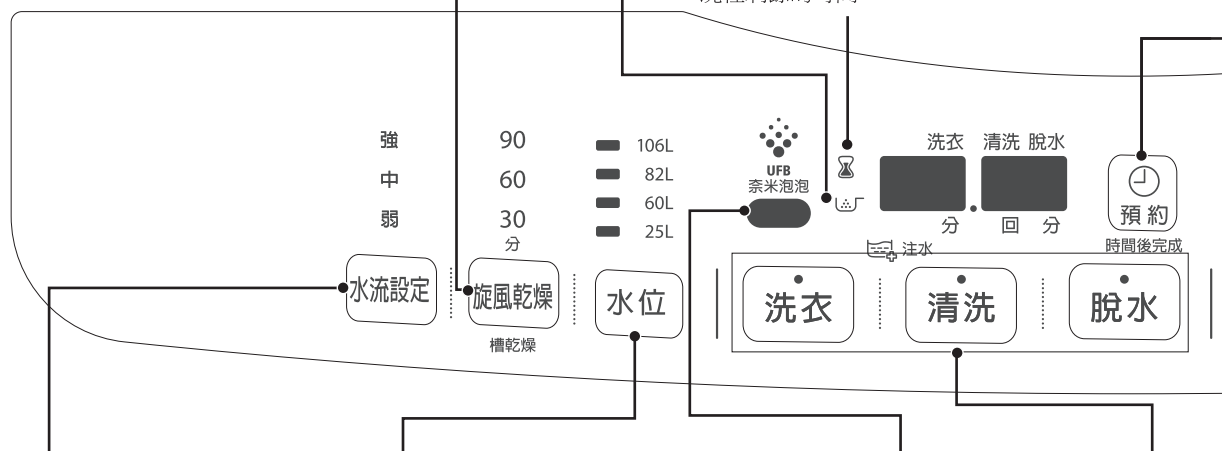 強
中
弱
水流設定
90
60
30
分
旋風乾燥
槽乾燥
106L
82L
60L
25L
水位
UFB
奈米泡泡
洗衣 清洗 脫水
分 回 分
注水
洗衣
清洗
脫水
預約
時間後完成